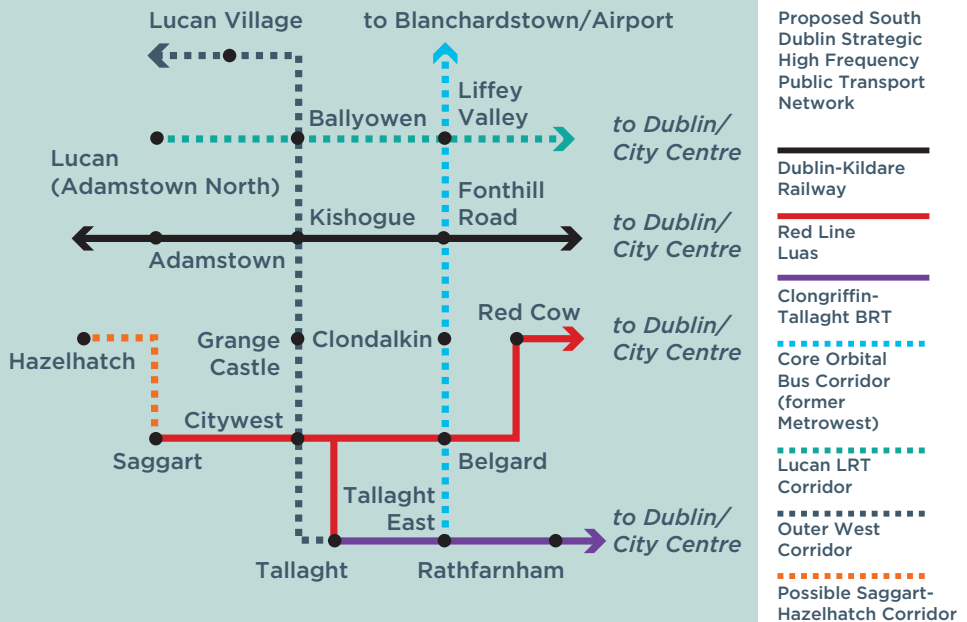 Lucan Village
to Blanchardstown/Airport
Ballyowen
Liffey
Valley
to Dublin/
City Centre
Lucan
(Adamstown North)
Kishogue
Fonthill
Road
to Dublin/
City Centre
Adamstown
Red Cow
Hazelhatch
Grange
Castle
Clondalkin
to Dublin/
City Centre
Citywest
Saggart
Belgard
Tallaght
East
to Dublin/
City Centre
Tallaght
Rathfarnham
Proposed South
Dublin Strategic
High Frequency
Public Transport
Network
Dublin-Kildare
Railway
Red Line
Luas
Clongriffin-
Tallaght BRT
Core Orbital
Bus Corridor
(former
Metrowest)
Lucan LRT
Corridor
Outer West
Corridor
Possible Saggart-
Hazelhatch Corridor